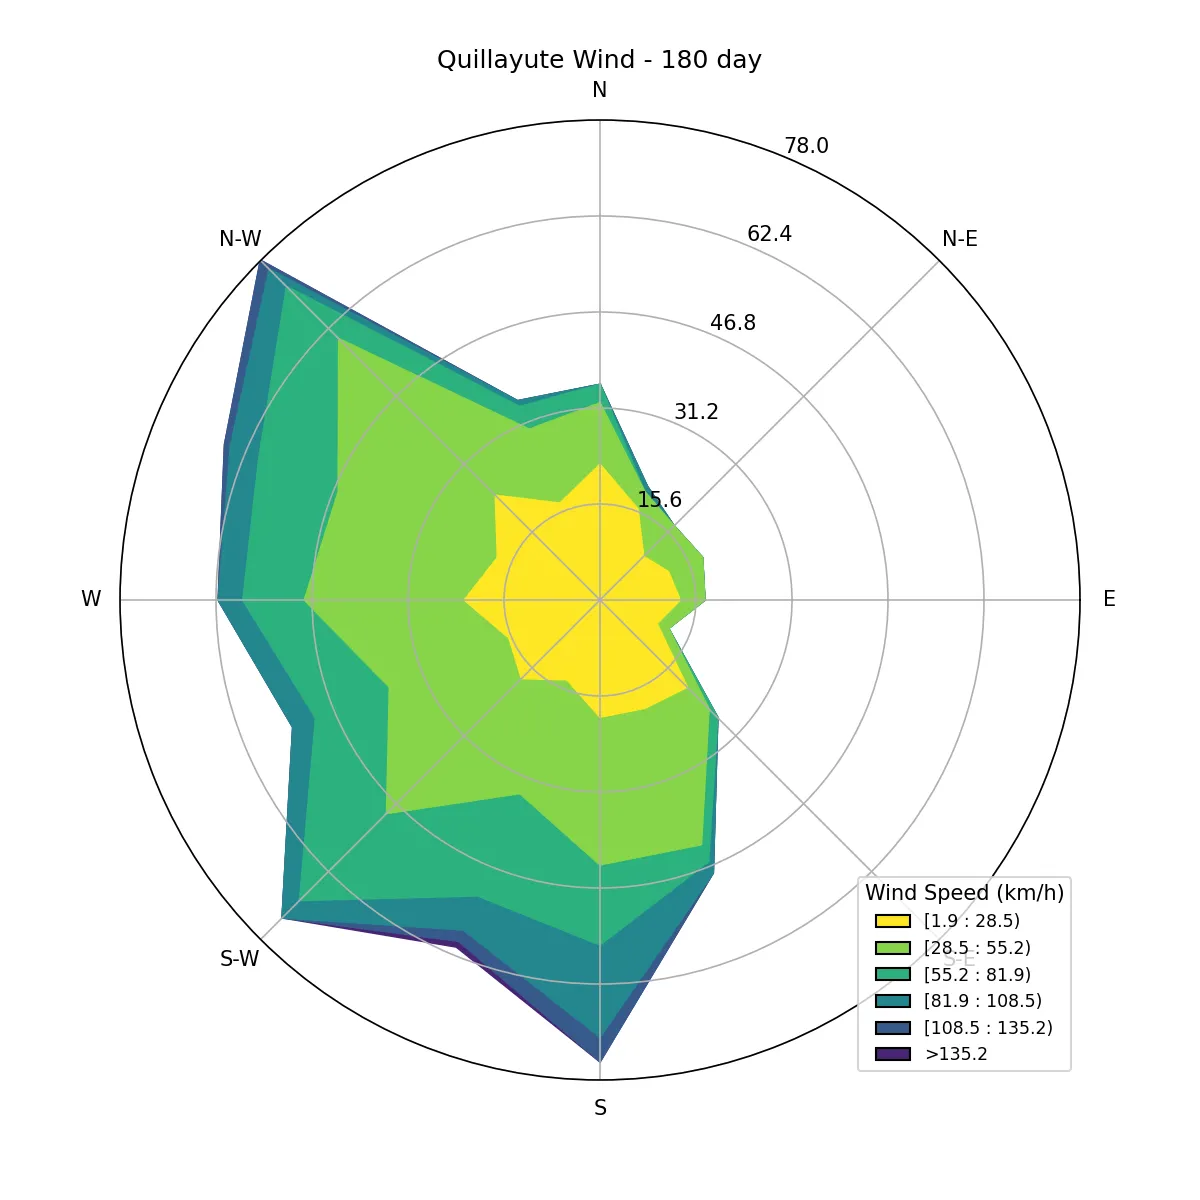 Quillayute Wind - 180 day
N
78.0
62.4
N-W
N-E
46.8
31.2
15.6
W
E
Wind Speed (km/h)
[1.9 : 28.5)
[28.5 : 55.2)
S-W
S-E
[55.2 : 81.9)
[81.9 : 108.5)
[108.5 : 135.2)
>135.2
S